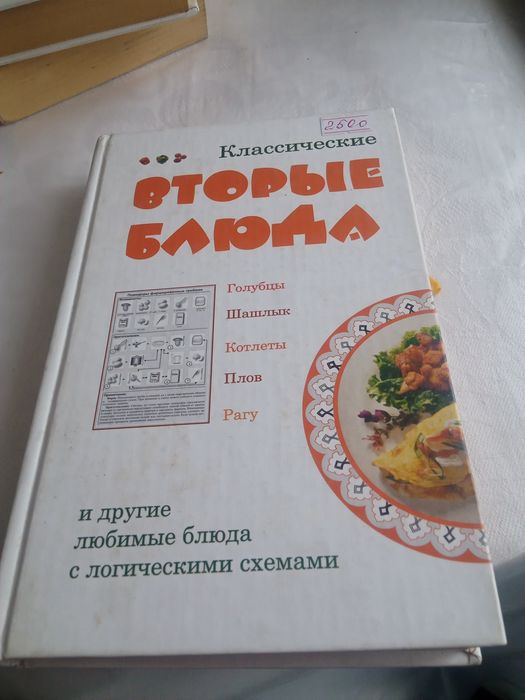 2500
Классические
ВТОРЫЕ
БЛЮДА
Голубцы
Шашлык
Котлеты
Плов
Рагу
и другие
любимые блюда
с логическими схемами